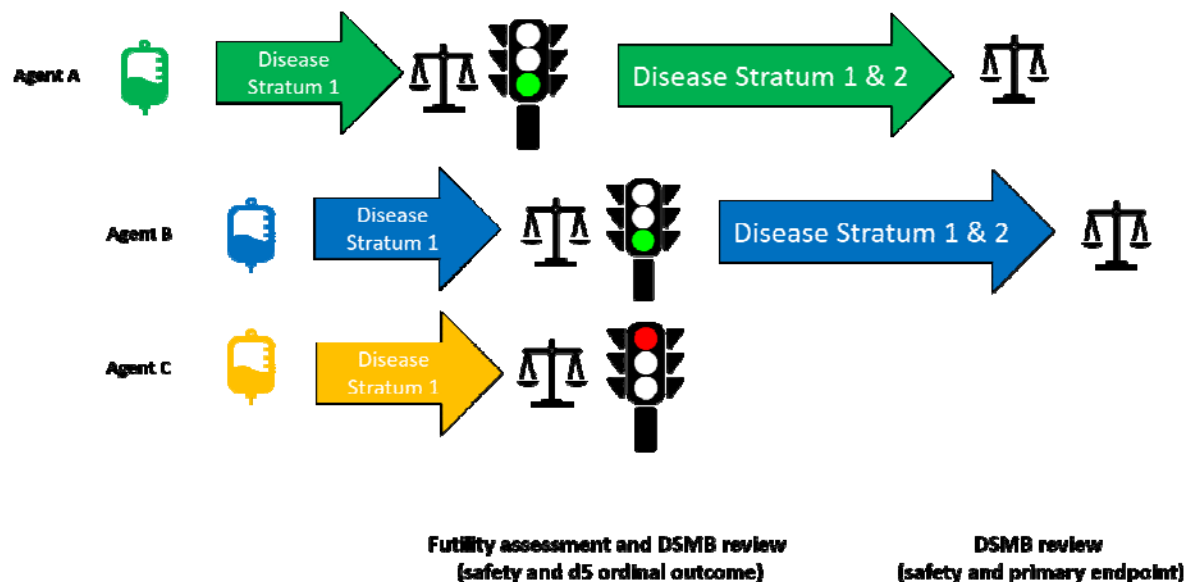 Agent A
Disease
Stratum 1
Disease Stratum 1 & 2
Agent B
Disease
Stratum 1
Disease Stratum 1 & 2
Agent C
Disease
Stratum 1
Futility assessment and DSMB review
(safety and d5 ordinal outcome)
DSMB review
(safety and primary endpoint)